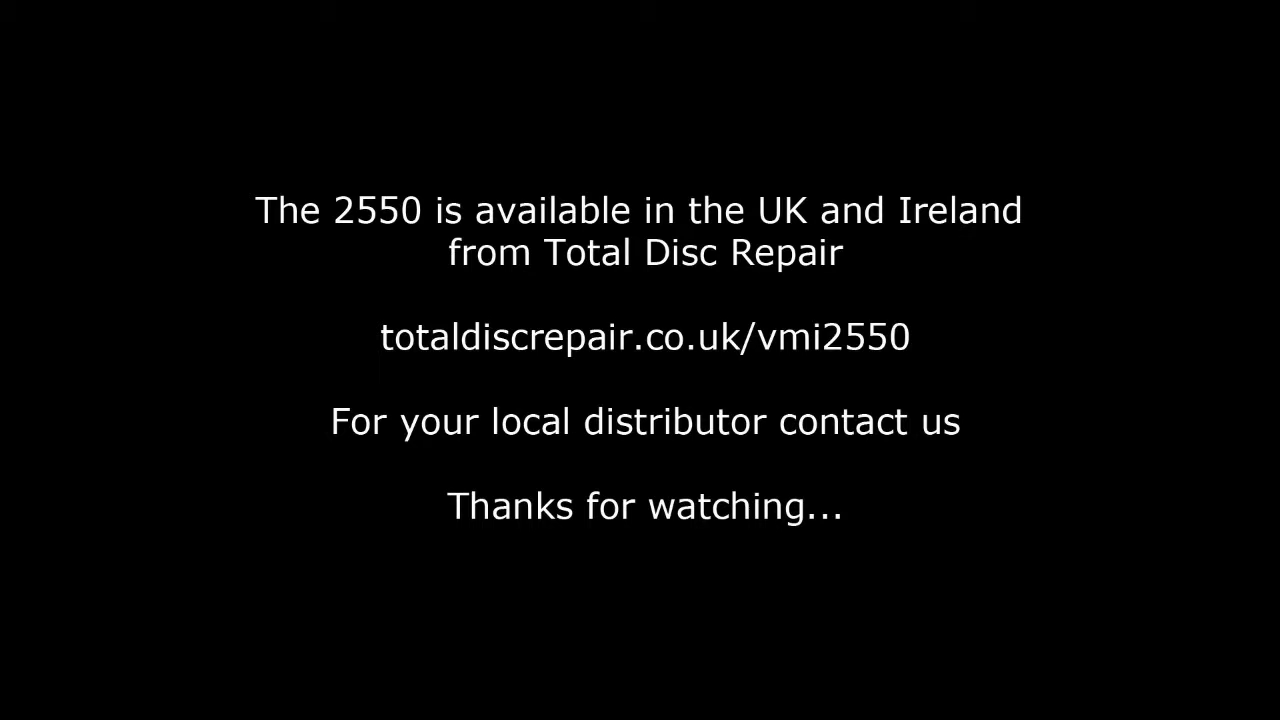 The 2550 is available in the UK and Ireland
from Total Disc Repair
totaldiscrepair.co.uk/vmi2550
For your local distributor contact us
Thanks for watching...